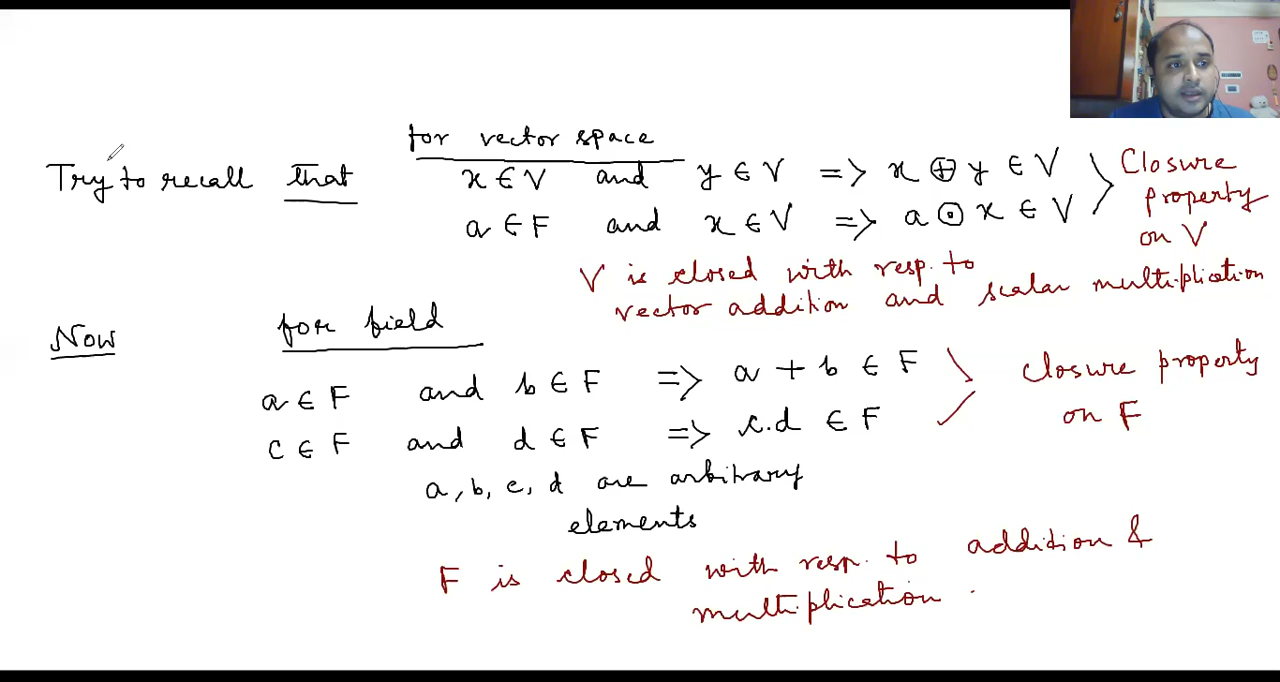 for vector space
Try to recall that x ∈ V and y ∈ V => x ⊕ y ∈ V
a ∈ F and x ∈ V => a ⊙ x ∈ V
Closure
property
on V
V is closed with resp. to
vector addition and scalar multiplication
Now for field
a ∈ F and b ∈ F => a + b ∈ F
c ∈ F and d ∈ F => c.d ∈ F
closure property
on F
a, b, c, d are arbitrary
elements
F is closed with resp. to addition &
multiplication .